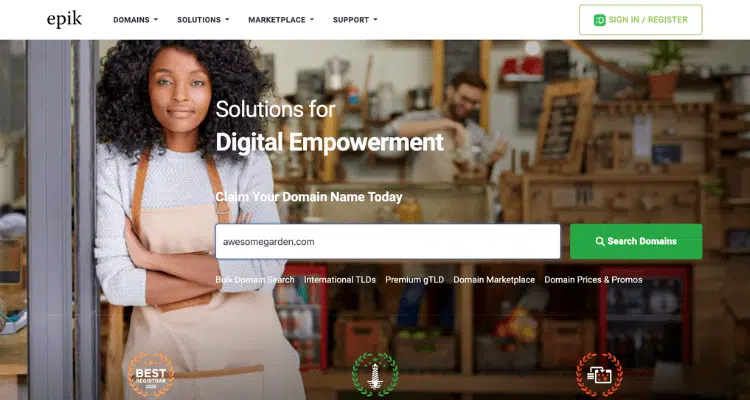 epik
DOMAINS SOLUTIONS MARKETPLACE SUPPORT
:D SIGN IN / REGISTER
Solutions for
Digital Empowerment
Claim Your Domain Name Today
awesomegarden.com
Search Domains
Bulk Domain Search International TLDs Premium gTLD Domain Marketplace Domain Prices & Promos
BEST
REGISTRAR